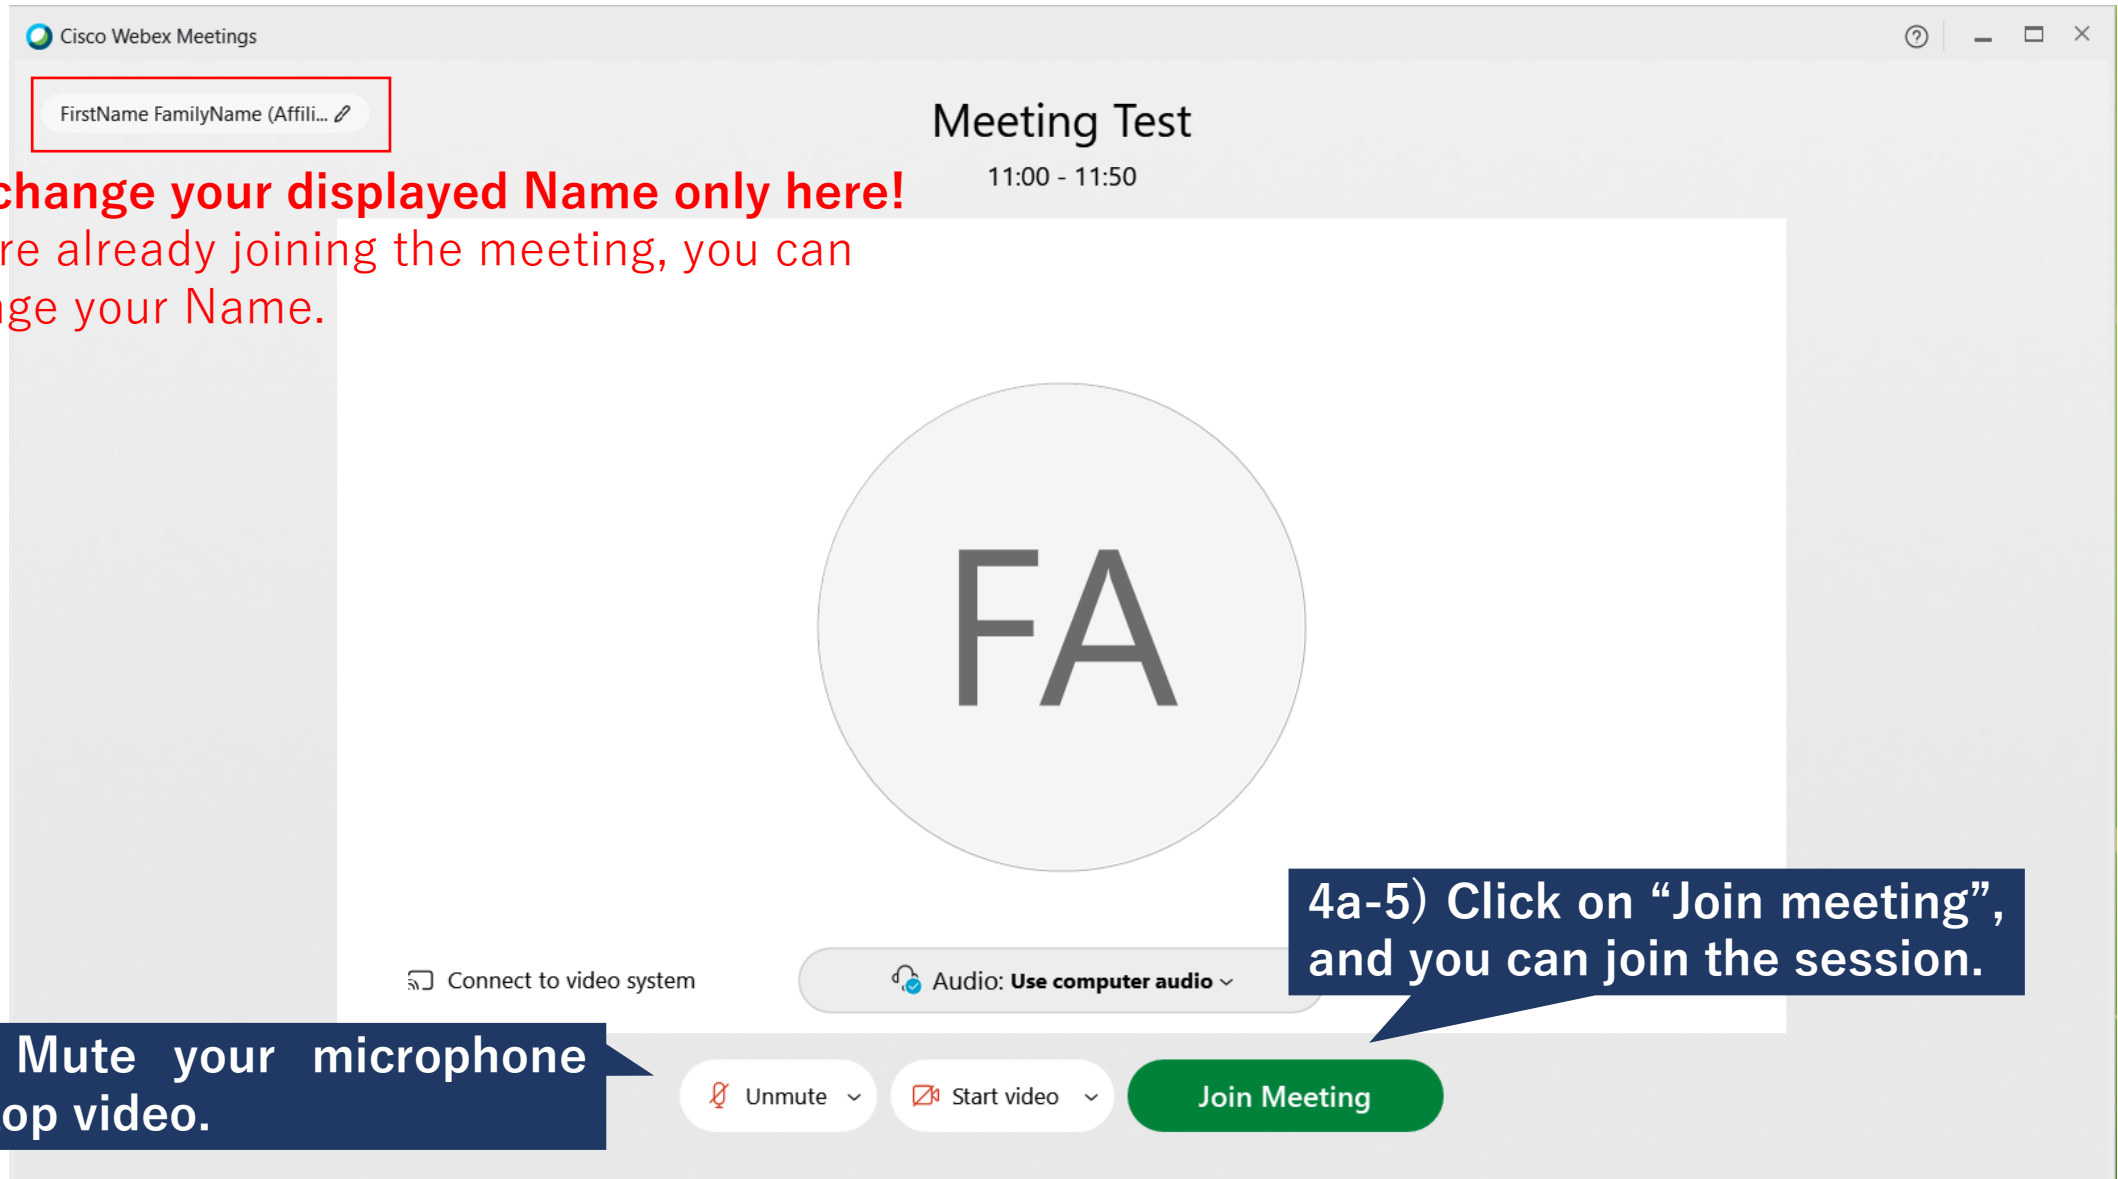 Cisco Webex Meetings
FirstName FamilyName (Affili...
Meeting Test
11:00 - 11:50
change your displayed Name only here!
re already joining the meeting, you can
ge your Name.
FA
4a-5) Click on “Join meeting”,
and you can join the session.
Connect to video system
Audio: Use computer audio
Mute your microphone
op video.
Unmute
Start video
Join Meeting